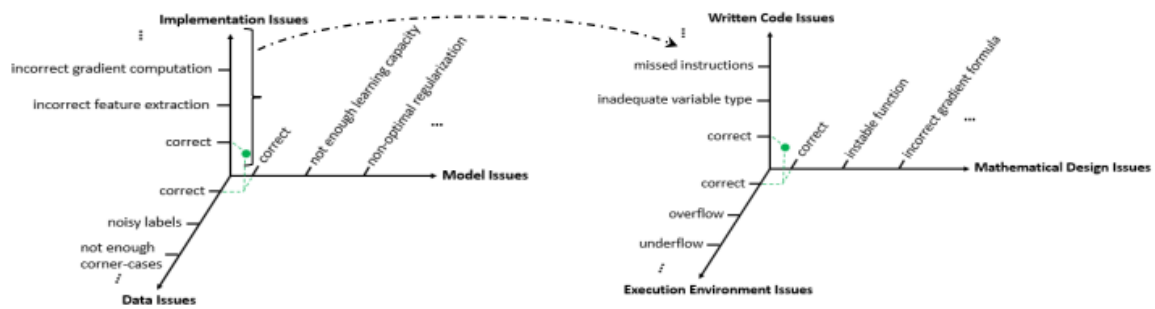 Implementation Issues
incorrect gradient computation
incorrect feature extraction
correct
correct
not enough learning capacity
non-optimal regularization
...
Model Issues
correct
noisy labels
not enough
corner-cases
Data Issues
Written Code Issues
missed instructions
inadequate variable type
correct
correct
instable function
incorrect gradient formula
...
Mathematical Design Issues
correct
overflow
underflow
Execution Environment Issues